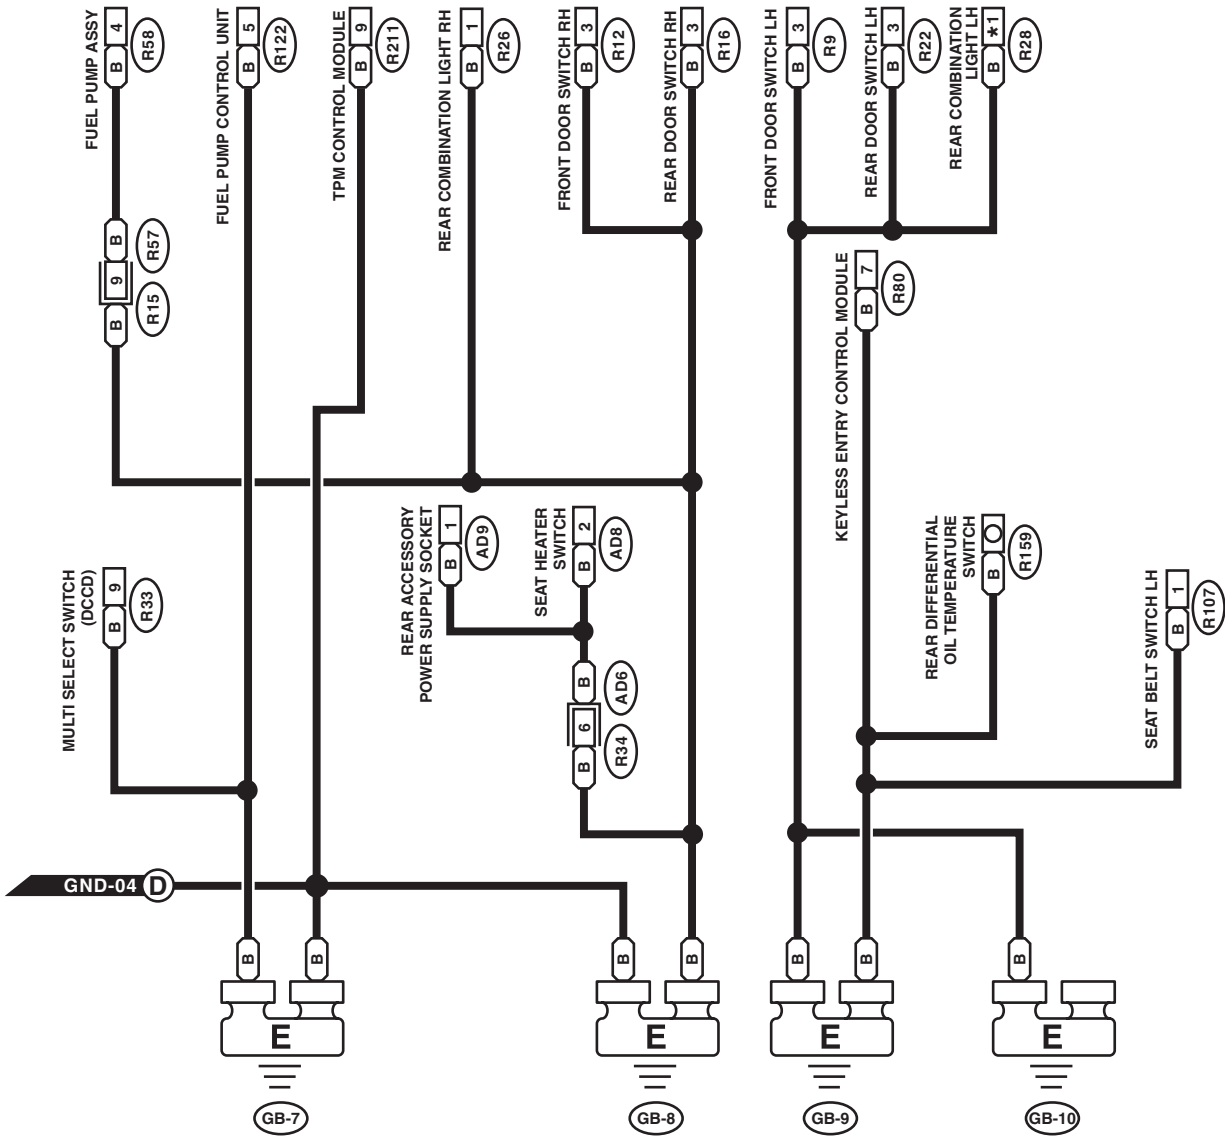 FUEL PUMP ASSY
4
B
R58
B
R57
9
B
R15
FUEL PUMP CONTROL UNIT
5
B
R122
TPM CONTROL MODULE
9
B
R211
REAR COMBINATION LIGHT RH
1
B
R26
FRONT DOOR SWITCH RH
3
B
R12
REAR DOOR SWITCH RH
3
B
R16
FRONT DOOR SWITCH LH
3
B
R9
REAR DOOR SWITCH LH
3
B
R22
REAR COMBINATION
LIGHT LH
*1
B
R28
KEYLESS ENTRY CONTROL MODULE
7
B
R80
MULTI SELECT SWITCH
(DCCD)
9
B
R33
REAR ACCESSORY
POWER SUPPLY SOCKET
1
B
AD9
SEAT HEATER
SWITCH
2
B
AD8
B
AD6
6
B
R34
REAR DIFFERENTIAL
OIL TEMPERATURE
SWITCH
B
R159
SEAT BELT SWITCH LH
1
B
R107
GND-04 D
B
B
B
B
B
B
B
E
E
E
E
GB-7
GB-8
GB-9
GB-10